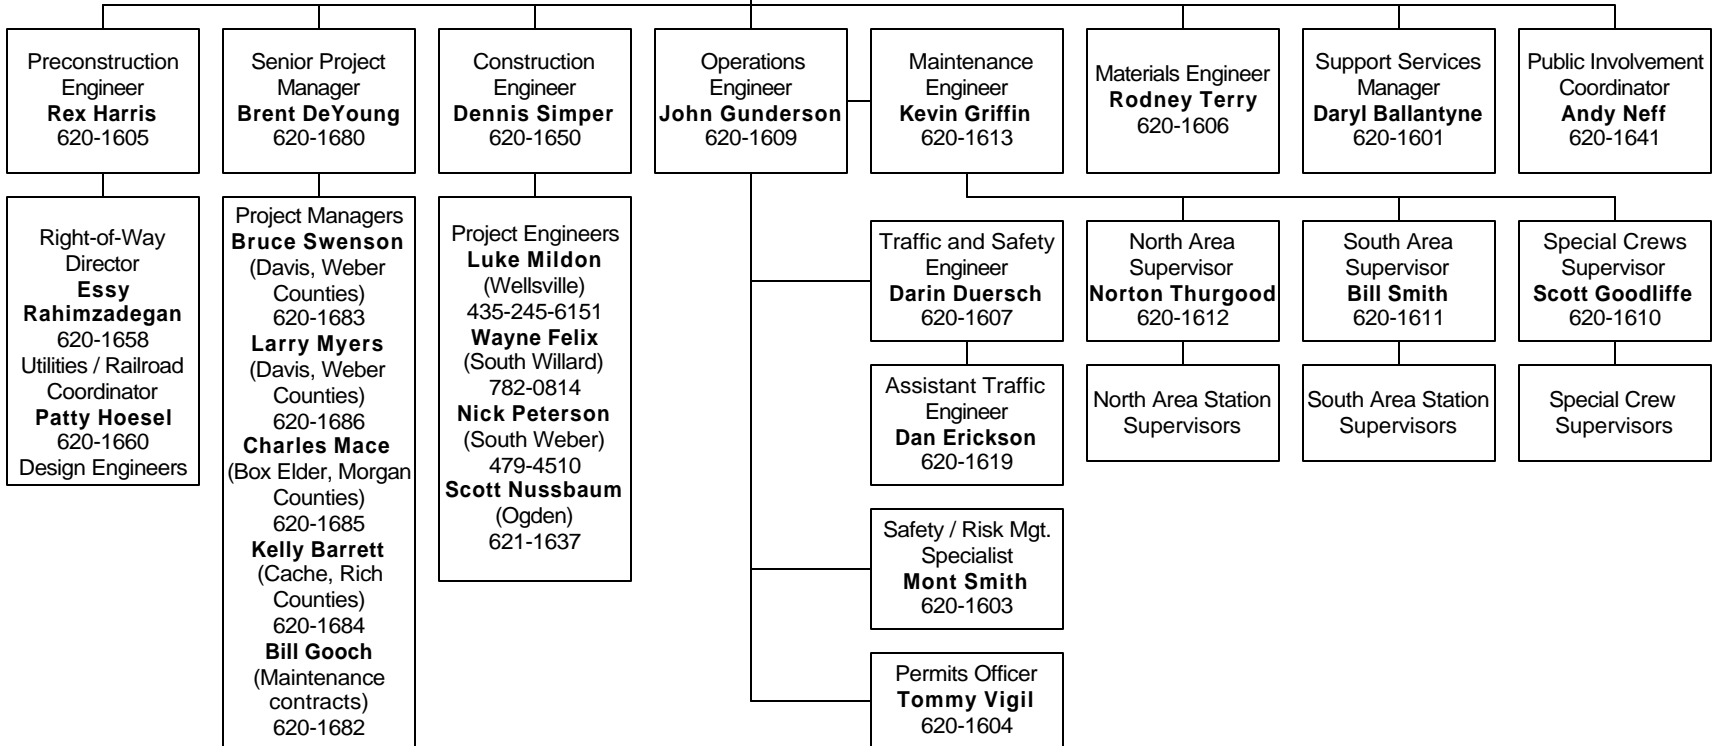 Preconstruction
Engineer
Rex Harris
620-1605
Senior Project
Manager
Brent DeYoung
620-1680
Construction
Engineer
Dennis Simper
620-1650
Operations
Engineer
John Gunderson
620-1609
Maintenance
Engineer
Kevin Griffin
620-1613
Materials Engineer
Rodney Terry
620-1606
Support Services
Manager
Daryl Ballantyne
620-1601
Public Involvement
Coordinator
Andy Neff
620-1641
Right-of-Way
Director
Essy
Rahimzadegan
620-1658
Utilities / Railroad
Coordinator
Patty Hoesel
620-1660
Design Engineers
Project Managers
Bruce Swenson
(Davis, Weber
Counties)
620-1683
Larry Myers
(Davis, Weber
Counties)
620-1686
Charles Mace
(Box Elder, Morgan
Counties)
620-1685
Kelly Barrett
(Cache, Rich
Counties)
620-1684
Bill Gooch
(Maintenance
contracts)
620-1682
Project Engineers
Luke Mildon
(Wellsville)
435-245-6151
Wayne Felix
(South Willard)
782-0814
Nick Peterson
(South Weber)
479-4510
Scott Nussbaum
(Ogden)
621-1637
Traffic and Safety
Engineer
Darin Duersch
620-1607
North Area
Supervisor
Norton Thurgood
620-1612
South Area
Supervisor
Bill Smith
620-1611
Special Crews
Supervisor
Scott Goodliffe
620-1610
Assistant Traffic
Engineer
Dan Erickson
620-1619
North Area Station
Supervisors
South Area Station
Supervisors
Special Crew
Supervisors
Safety / Risk Mgt.
Specialist
Mont Smith
620-1603
Permits Officer
Tommy Vigil
620-1604